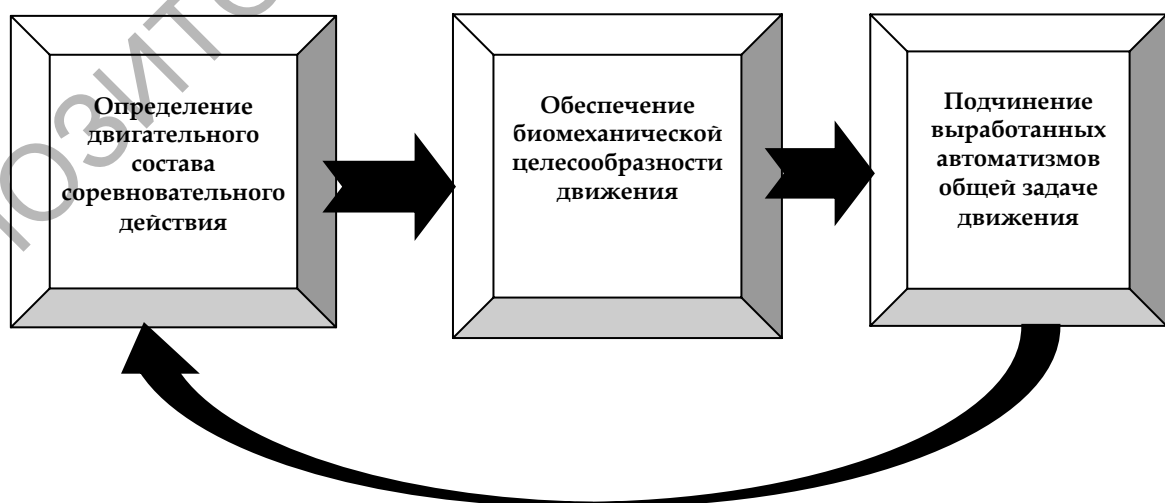 Определение
двигательного
состава
соревновательного
действия
Обеспечение
биомеханической
целесообразности
движения
Подчинение
выработанных
автоматизмов
общей задаче
движения